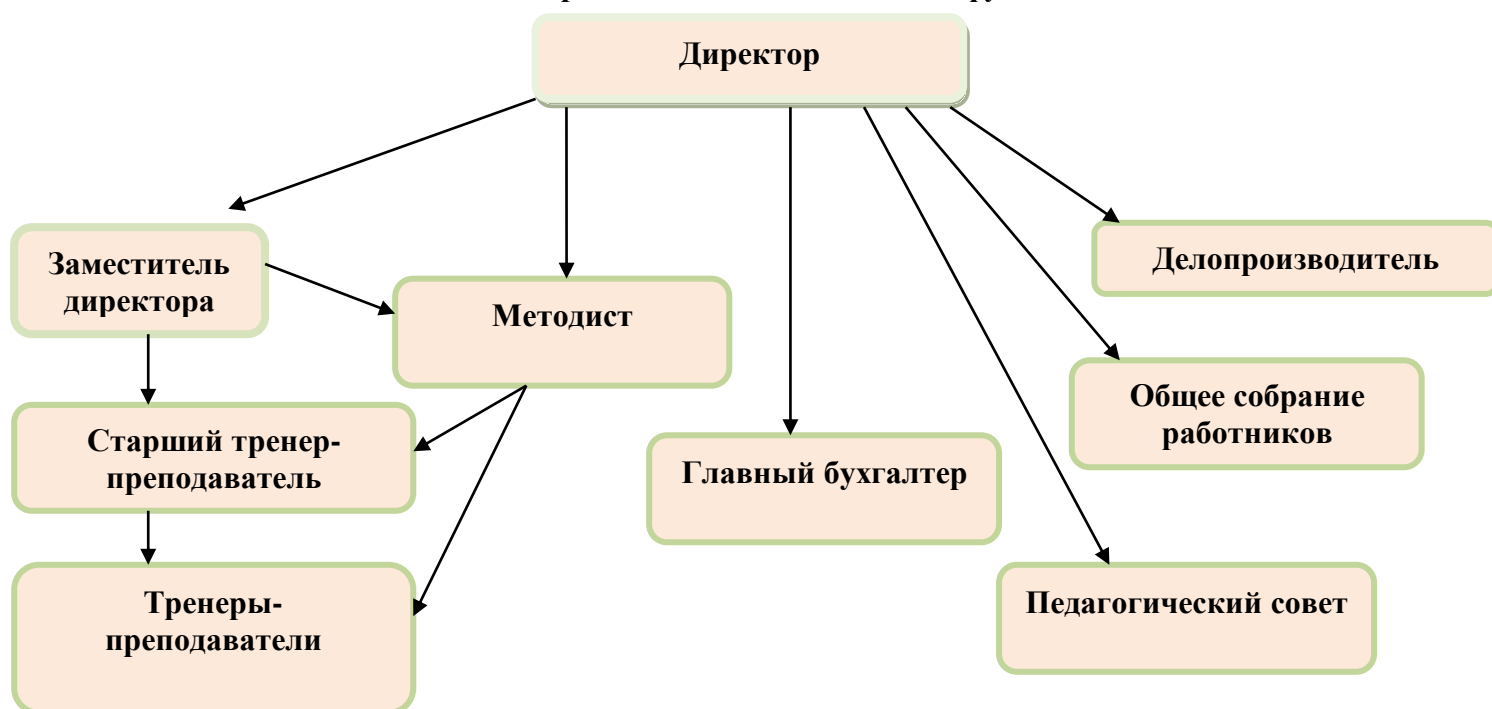 Директор
Заместитель
директора
Делопроизводитель
Методист
Общее собрание
работников
Старший тренер-
преподаватель
Главный бухгалтер
Тренеры-
преподаватели
Педагогический совет